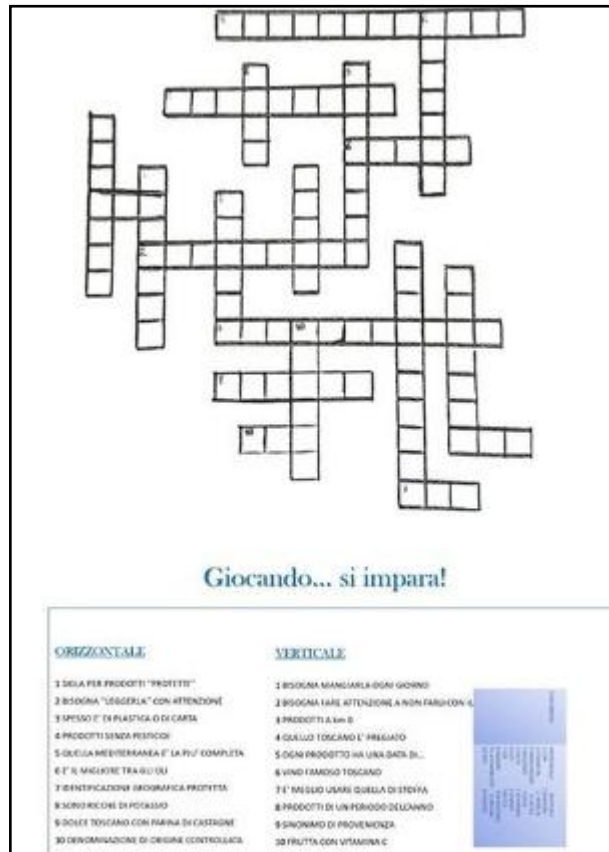 Giocando... si impara!
ORIZZONTALE
1 SIGLA PER PRODOTTI "PROTETTI"
2 BISOGNA "LEGGERLA" CON ATTENZIONE
3 SPESSO E' DI PLASTICA O DI CARTA
4 PRODOTTI SENZA PESTICIDI
5 QUELLA MEDITERRANEA E' LA PIU' COMPLETA
6 E' IL MIGLIORE TRA GLI OLI
7 IDENTIFICAZIONE GEOGRAFICA PROTETTA
8 SONO RICCHE DI POTASSIO
9 DOLCE TOSCANO CON FARINA DI CASTAGNE
10 DENOMINAZIONE DI ORIGINE CONTROLLATA
VERTICALE
1 BISOGNA MANGIARLA OGNI GIORNO
2 BISOGNA FARE ATTENZIONE A NON FARLI CON IL
3 PRODOTTI A km 0
4 QUELLO TOSCANO E' PREGIATO
5 OGNI PRODOTTO HA UNA DATA DI...
6 VINO FAMOSO TOSCANO
7 E' MEGLIO USARE QUELLA DI STOFFA
8 PRODOTTI DI UN PERIODO DELL'ANNO
9 SINONIMO DI PROVENIENZA
10 FRUTTA CON VITAMINA C